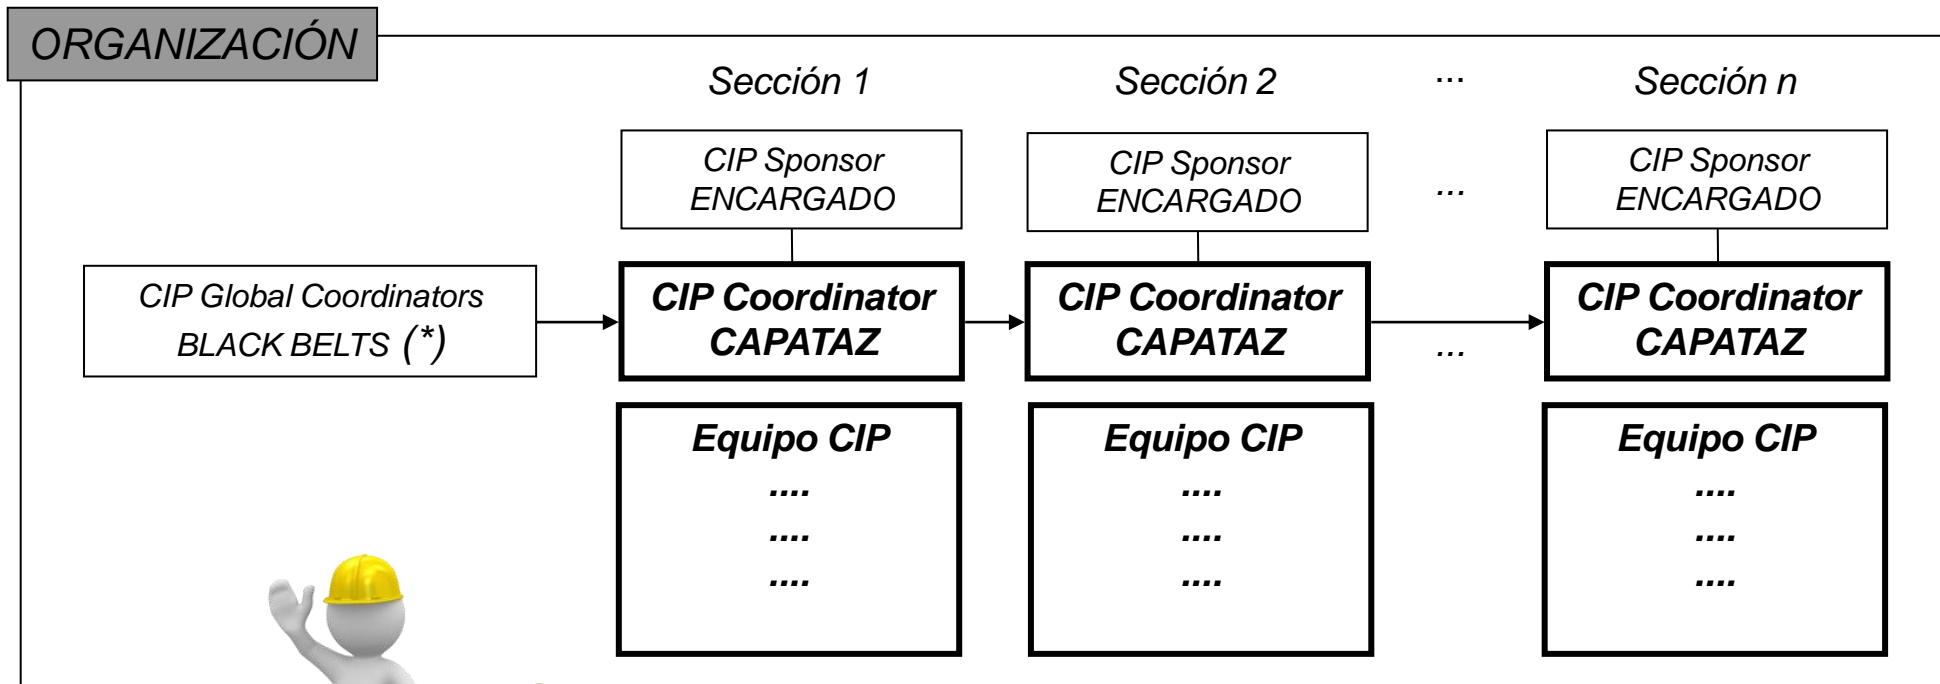 ORGANIZACIÓN
Sección 1
Sección 2
...
Sección n
CIP Sponsor
ENCARGADO
CIP Sponsor
ENCARGADO
...
CIP Sponsor
ENCARGADO
CIP Global Coordinators
BLACK BELTS (*)
CIP Coordinator
CAPATAZ
CIP Coordinator
CAPATAZ
...
CIP Coordinator
CAPATAZ
Equipo CIP
....
....
....
Equipo CIP
....
....
....
Equipo CIP
....
....
....